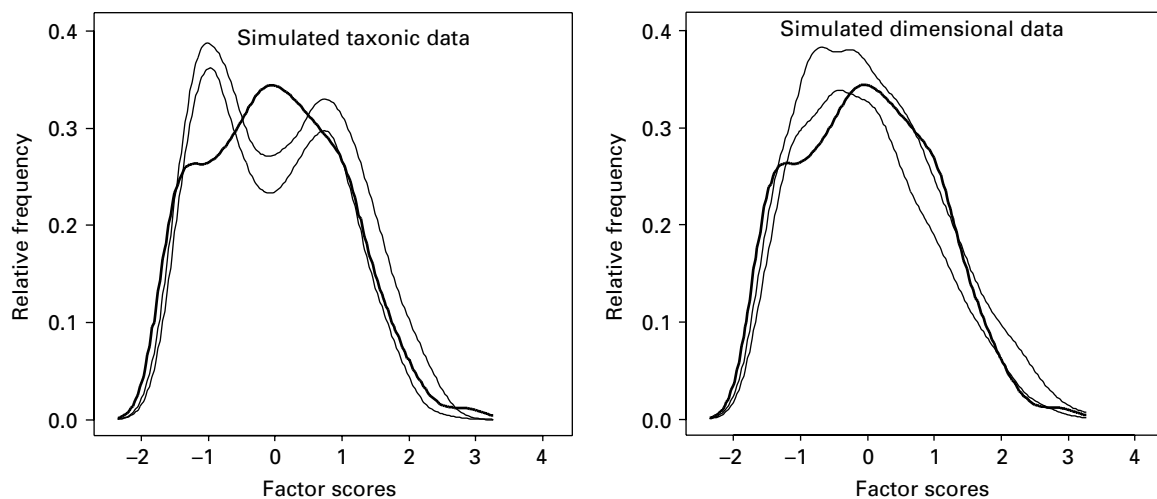 Simulated taxonic data
Relative frequency
0.4
0.3
0.2
0.1
0.0
–2 –1 0 1 2 3 4
Factor scores
Simulated dimensional data
Relative frequency
0.4
0.3
0.2
0.1
0.0
–2 –1 0 1 2 3 4
Factor scores